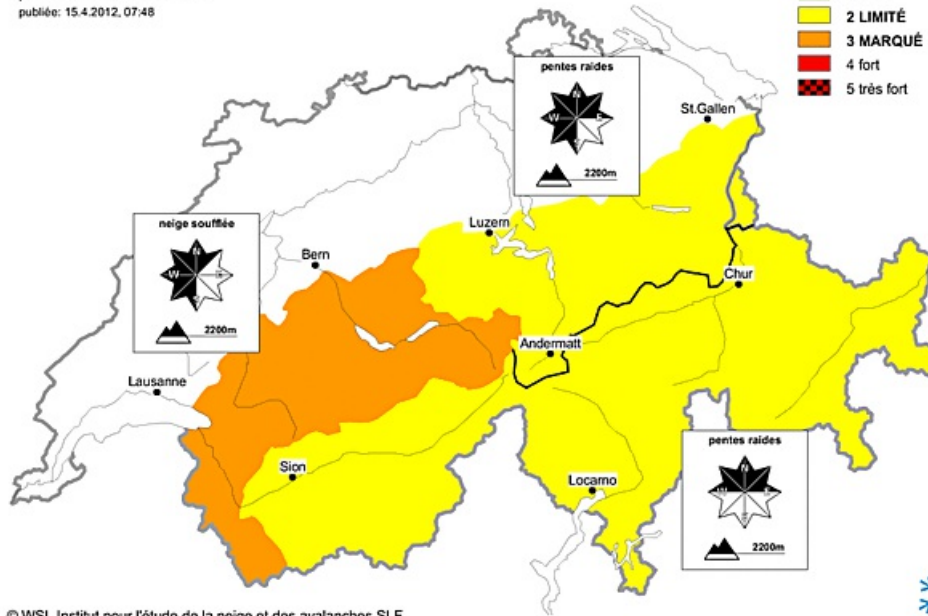 publiée: 15.4.2012, 07:48
2 LIMITÉ
3 MARQUÉ
4 fort
5 très fort
pentes raides
N
W
E
2200m
St.Gallen
neige soufflée
N
W
E
2200m
Luzern
Bern
Chur
Andermatt
Lausanne
Sion
Locarno
pentes raides
N
W
E
S
2200m
© WSL Institut pour l'étude de la neige et des avalanches SLF